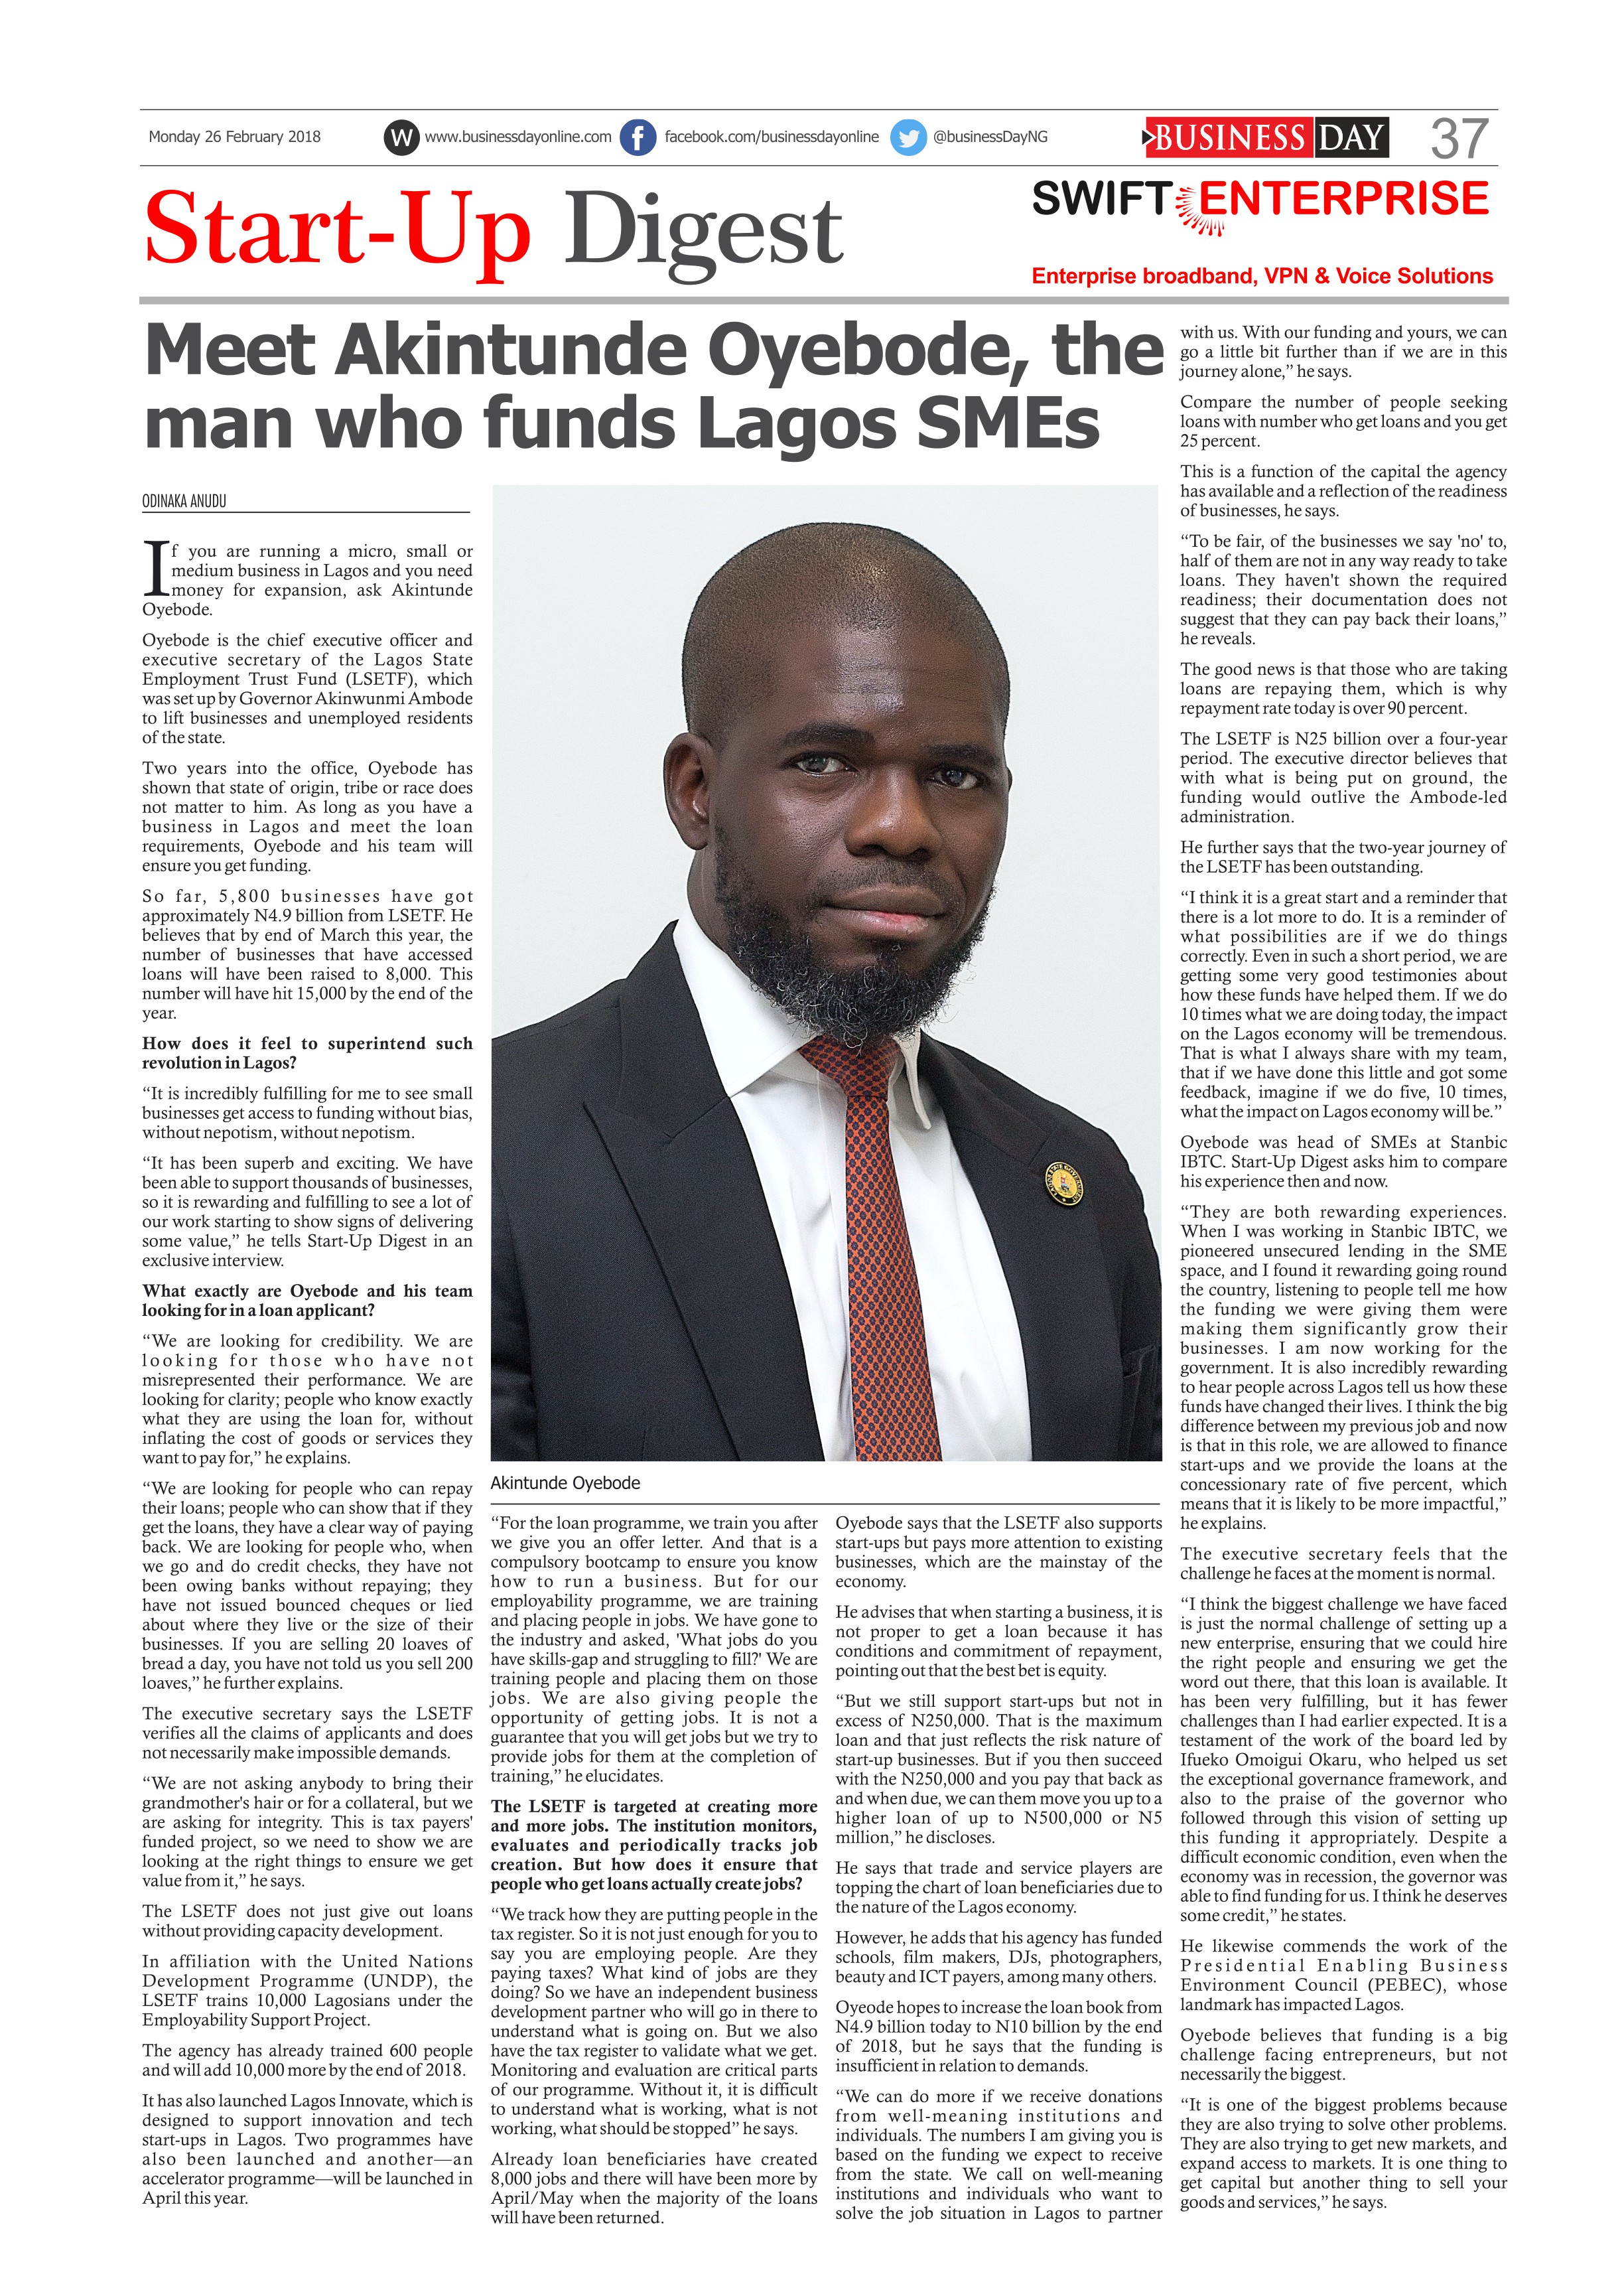 Monday 26 February 2018
W www.businessdayonline.com
f facebook.com/businessdayonline
@businessDayNG
BUSINESS DAY
37
Start-Up Digest
SWIFT ENTERPRISE
Enterprise broadband, VPN & Voice Solutions
Meet Akintunde Oyebode, the
man who funds Lagos SMEs
ODINAKA ANUDU
If you are running a micro, small or
medium business in Lagos and you need
money for expansion, ask Akintunde
Oyebode.
Oyebode is the chief executive officer and
executive secretary of the Lagos State
Employment Trust Fund (LSETF), which
was set up by Governor Akinwunmi Ambode
to lift businesses and unemployed residents
of the state.
Two years into the office, Oyebode has
shown that state of origin, tribe or race does
not matter to him. As long as you have a
business in Lagos and meet the loan
requirements, Oyebode and his team will
ensure you get funding.
So far, 5,800 businesses have got
approximately N4.9 billion from LSETF. He
believes that by end of March this year, the
number of businesses that have accessed
loans will have been raised to 8,000. This
number will have hit 15,000 by the end of the
year.
How does it feel to superintend such
revolution in Lagos?
“It is incredibly fulfilling for me to see small
businesses get access to funding without bias,
without nepotism, without nepotism.
“It has been superb and exciting. We have
been able to support thousands of businesses,
so it is rewarding and fulfilling to see a lot of
our work starting to show signs of delivering
some value,” he tells Start-Up Digest in an
exclusive interview.
What exactly are Oyebode and his team
looking for in a loan applicant?
“We are looking for credibility. We are
looking for those who have not
misrepresented their performance. We are
looking for clarity; people who know exactly
what they are using the loan for, without
inflating the cost of goods or services they
want to pay for,” he explains.
“We are looking for people who can repay
their loans; people who can show that if they
get the loans, they have a clear way of paying
back. We are looking for people who, when
we go and do credit checks, they have not
been owing banks without repaying; they
have not issued bounced cheques or lied
about where they live or the size of their
businesses. If you are selling 20 loaves of
bread a day, you have not told us you sell 200
loaves,” he further explains.
The executive secretary says the LSETF
verifies all the claims of applicants and does
not necessarily make impossible demands.
“We are not asking anybody to bring their
grandmother's hair or for a collateral, but we
are asking for integrity. This is tax payers'
funded project, so we need to show we are
looking at the right things to ensure we get
value from it,” he says.
The LSETF does not just give out loans
without providing capacity development.
In affiliation with the United Nations
Development Programme (UNDP), the
LSETF trains 10,000 Lagosians under the
Employability Support Project.
The agency has already trained 600 people
and will add 10,000 more by the end of 2018.
It has also launched Lagos Innovate, which is
designed to support innovation and tech
start-ups in Lagos. Two programmes have
also been launched and another—an
accelerator programme—will be launched in
April this year.
Akintunde Oyebode
“For the loan programme, we train you after
we give you an offer letter. And that is a
compulsory bootcamp to ensure you know
how to run a business. But for our
employability programme, we are training
and placing people in jobs. We have gone to
the industry and asked, 'What jobs do you
have skills-gap and struggling to fill?' We are
training people and placing them on those
jobs. We are also giving people the
opportunity of getting jobs. It is not a
guarantee that you will get jobs but we try to
provide jobs for them at the completion of
training,” he elucidates.
The LSETF is targeted at creating more
and more jobs. The institution monitors,
evaluates and periodically tracks job
creation. But how does it ensure that
people who get loans actually create jobs?
“We track how they are putting people in the
tax register. So it is not just enough for you to
say you are employing people. Are they
paying taxes? What kind of jobs are they
doing? So we have an independent business
development partner who will go in there to
understand what is going on. But we also
have the tax register to validate what we get.
Monitoring and evaluation are critical parts
of our programme. Without it, it is difficult
to understand what is working, what is not
working, what should be stopped” he says.
Already loan beneficiaries have created
8,000 jobs and there will have been more by
April/May when the majority of the loans
will have been returned.
Oyebode says that the LSETF also supports
start-ups but pays more attention to existing
businesses, which are the mainstay of the
economy.
He advises that when starting a business, it is
not proper to get a loan because it has
conditions and commitment of repayment,
pointing out that the best bet is equity.
“But we still support start-ups but not in
excess of N250,000. That is the maximum
loan and that just reflects the risk nature of
start-up businesses. But if you then succeed
with the N250,000 and you pay that back as
and when due, we can them move you up to a
higher loan of up to N500,000 or N5
million,” he discloses.
He says that trade and service players are
topping the chart of loan beneficiaries due to
the nature of the Lagos economy.
However, he adds that his agency has funded
schools, film makers, DJs, photographers,
beauty and ICT payers, among many others.
Oyeode hopes to increase the loan book from
N4.9 billion today to N10 billion by the end
of 2018, but he says that the funding is
insufficient in relation to demands.
“We can do more if we receive donations
from well-meaning institutions and
individuals. The numbers I am giving you is
based on the funding we expect to receive
from the state. We call on well-meaning
institutions and individuals who want to
solve the job situation in Lagos to partner
with us. With our funding and yours, we can
go a little bit further than if we are in this
journey alone,” he says.
Compare the number of people seeking
loans with number who get loans and you get
25 percent.
This is a function of the capital the agency
has available and a reflection of the readiness
of businesses, he says.
“To be fair, of the businesses we say 'no' to,
half of them are not in any way ready to take
loans. They haven't shown the required
readiness; their documentation does not
suggest that they can pay back their loans,”
he reveals.
The good news is that those who are taking
loans are repaying them, which is why
repayment rate today is over 90 percent.
The LSETF is N25 billion over a four-year
period. The executive director believes that
with what is being put on ground, the
funding would outlive the Ambode-led
administration.
He further says that the two-year journey of
the LSETF has been outstanding.
“I think it is a great start and a reminder that
there is a lot more to do. It is a reminder of
what possibilities are if we do things
correctly. Even in such a short period, we are
getting some very good testimonies about
how these funds have helped them. If we do
10 times what we are doing today, the impact
on the Lagos economy will be tremendous.
That is what I always share with my team,
that if we have done this little and got some
feedback, imagine if we do five, 10 times,
what the impact on Lagos economy will be.”
Oyebode was head of SMEs at Stanbic
IBTC. Start-Up Digest asks him to compare
his experience then and now.
“They are both rewarding experiences.
When I was working in Stanbic IBTC, we
pioneered unsecured lending in the SME
space, and I found it rewarding going round
the country, listening to people tell me how
the funding we were giving them were
making them significantly grow their
businesses. I am now working for the
government. It is also incredibly rewarding
to hear people across Lagos tell us how these
funds have changed their lives. I think the big
difference between my previous job and now
is that in this role, we are allowed to finance
start-ups and we provide the loans at the
concessionary rate of five percent, which
means that it is likely to be more impactful,”
he explains.
The executive secretary feels that the
challenge he faces at the moment is normal.
“I think the biggest challenge we have faced
is just the normal challenge of setting up a
new enterprise, ensuring that we could hire
the right people and ensuring we get the
word out there, that this loan is available. It
has been very fulfilling, but it has fewer
challenges than I had earlier expected. It is a
testament of the work of the board led by
Ifueko Omoigui Okaru, who helped us set
the exceptional governance framework, and
also to the praise of the governor who
followed through this vision of setting up
this funding it appropriately. Despite a
difficult economic condition, even when the
economy was in recession, the governor was
able to find funding for us. I think he deserves
some credit,” he states.
He likewise commends the work of the
Presidential Enabling Business
Environment Council (PEBEC), whose
landmark has impacted Lagos.
Oyebode believes that funding is a big
challenge facing entrepreneurs, but not
necessarily the biggest.
“It is one of the biggest problems because
they are also trying to solve other problems.
They are also trying to get new markets, and
expand access to markets. It is one thing to
get capital but another thing to sell your
goods and services,” he says.